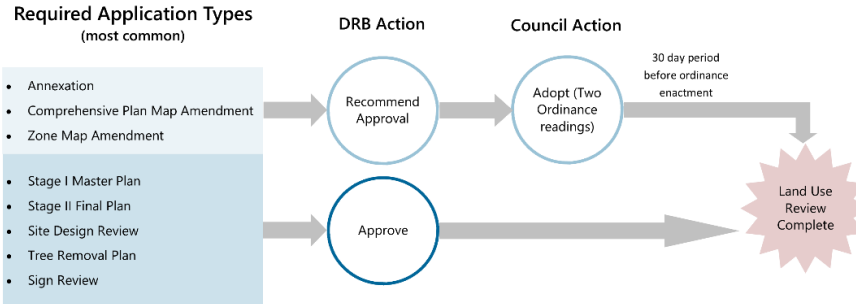 Required Application Types
(most common)
DRB Action
Council Action
• Annexation
• Comprehensive Plan Map Amendment
• Zone Map Amendment
Recommend
Approval
Adopt (Two
Ordinance
readings)
30 day period
before ordinance
enactment
• Stage I Master Plan
• Stage II Final Plan
• Site Design Review
• Tree Removal Plan
• Sign Review
Approve
Land Use
Review
Complete